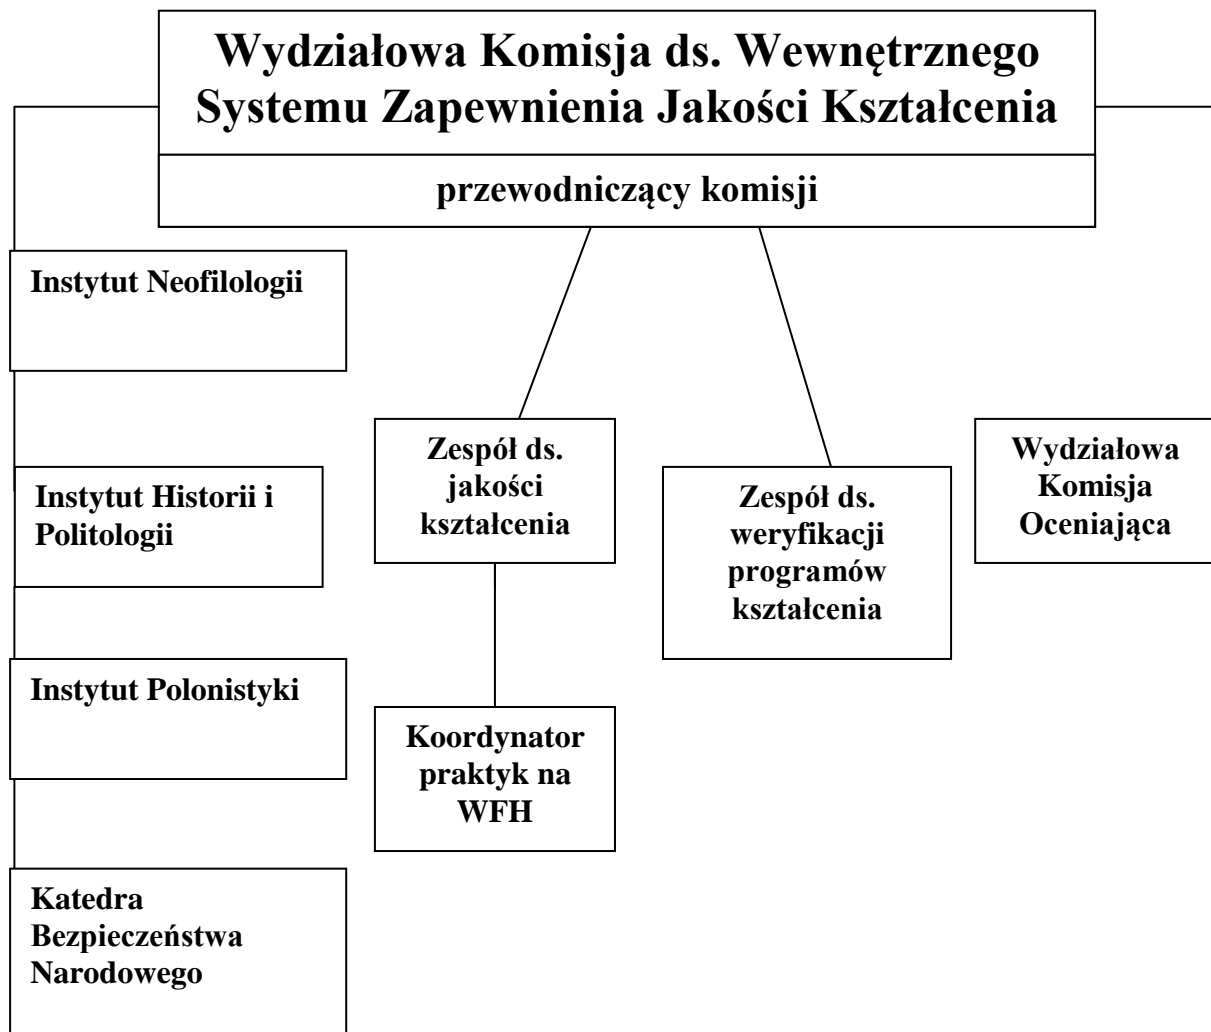 Wydziałowa Komisja ds. Wewnętrznego
Systemu Zapewnienia Jakości Kształcenia
przewodniczący komisji
Instytut Neofilologii
Instytut Historii i
Politologii
Instytut Polonistyki
Katedra
Bezpieczeństwa
Narodowego
Zespół ds.
jakości
kształcenia
Koordynator
praktyk na
WFH
Zespół ds.
weryfikacji
programów
kształcenia
Wydziałowa
Komisja
Oceniająca